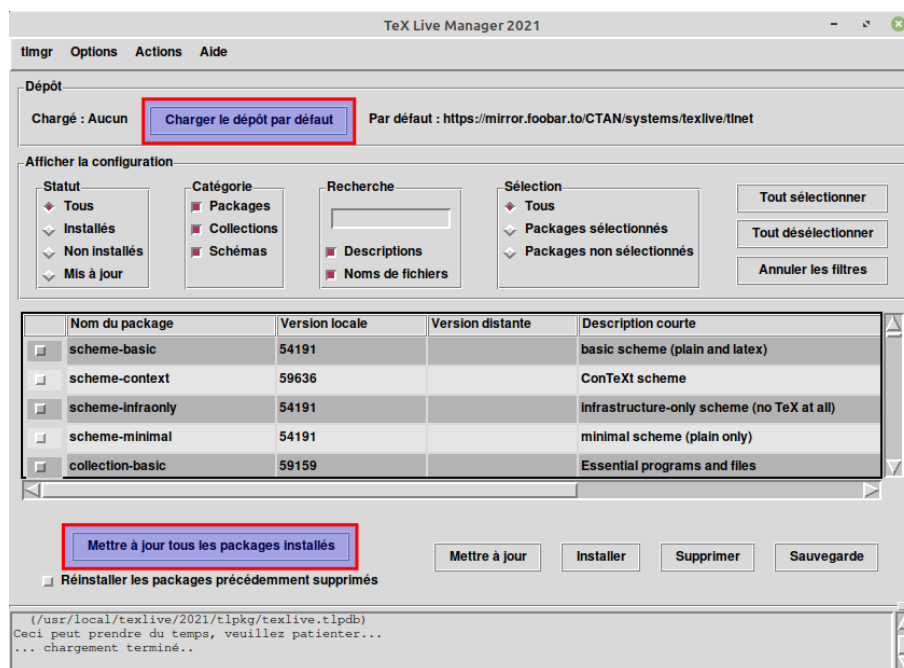 TeX Live Manager 2021
tlmgr Options Actions Aide
Dépôt
Chargé : Aucun Charger le dépôt par défaut Par défaut : https://mirror.foobar.to/CTAN/systems/texlive/tlnet
Afficher la configuration
Statut Catégorie Recherche Sélection
Tous Packages Tous Tout sélectionner
Installés Collections Packages sélectionnés Tout désélectionner
Non installés Schémas Descriptions Packages non sélectionnés
Mis à jour Noms de fichiers Annuler les filtres
Nom du package Version locale Version distante Description courte
scheme-basic 54191 basic scheme (plain and latex)
scheme-context 59636 ConTeXt scheme
scheme-infraonly 54191 infrastructure-only scheme (no TeX at all)
scheme-minimal 54191 minimal scheme (plain only)
collection-basic 59159 Essential programs and files
Mettre à jour tous les packages installés Mettre à jour Installer Supprimer Sauvegarde
Réinstaller les packages précédemment supprimés
(/usr/local/texlive/2021/tlpkg/texlive.tlpdb)
Ceci peut prendre du temps, veuillez patienter...
... chargement terminé..